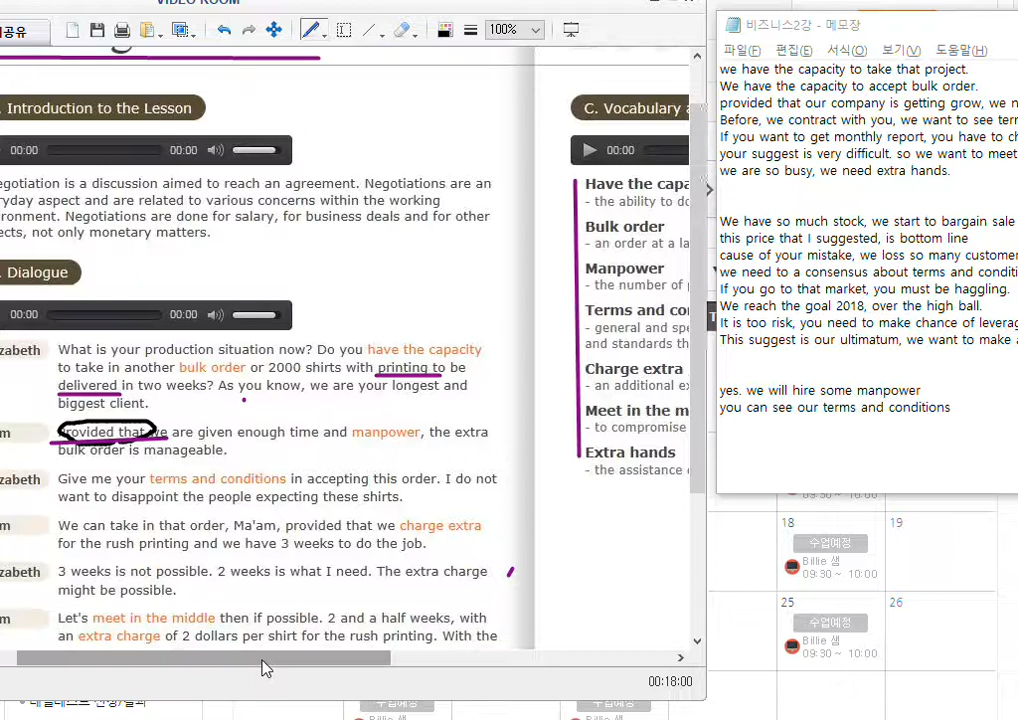 VIDEO ROOM
공유
100%
. Introduction to the Lesson
00:00
00:00
egotiation is a discussion aimed to reach an agreement. Negotiations are an
ryday aspect and are related to various concerns within the working
ironment. Negotiations are done for salary, for business deals and for other
ects, not only monetary matters.
. Dialogue
00:00
00:00
zabeth What is your production situation now? Do you have the capacity
to take in another bulk order or 2000 shirts with printing to be
delivered in two weeks? As you know, we are your longest and
biggest client.
m rovided that we are given enough time and manpower, the extra
bulk order is manageable.
zabeth Give me your terms and conditions in accepting this order. I do not
want to disappoint the people expecting these shirts.
m We can take in that order, Ma'am, provided that we charge extra
for the rush printing and we have 3 weeks to do the job.
zabeth 3 weeks is not possible. 2 weeks is what I need. The extra charge
might be possible.
m Let's meet in the middle then if possible. 2 and a half weeks, with
an extra charge of 2 dollars per shirt for the rush printing. With the
C. Vocabulary a
00:00
Have the capa
- the ability to do
Bulk order
- an order at a la
Manpower
- the number of p
Terms and co
- general and spe
and standards th
Charge extra
- an additional ex
Meet in the m
- to compromise
Extra hands
- the assistance o
00:18:00
비즈니스2강 - 메모장
파일(F) 편집(E) 서식(O) 보기(V) 도움말(H)
we have the capacity to take that project.
We have the capacity to accept bulk order.
provided that our company is getting grow, we n
Before, we contract with you, we want to see ter
If you want to get monthly report, you have to ch
your suggest is very difficult. so we want to meet
we are so busy, we need extra hands.
We have so much stock, we start to bargain sale
this price that I suggested, is bottom line
cause of your mistake, we loss so many customer
we need to a consensus about terms and conditi
If you go to that market, you must be haggling.
We reach the goal 2018, over the high ball.
It is too risk, you need to make chance of leverag
This suggest is our ultimatum, we want to make a
yes. we will hire some manpower
you can see our terms and conditions
09:30 ~ 10:00
09:30 ~ 10:00
18
19
수업예정
Billie 샘
09:30 ~ 10:00
25
26
수업예정
Billie 샘
09:30 ~ 10:00
수업예정
수업예정